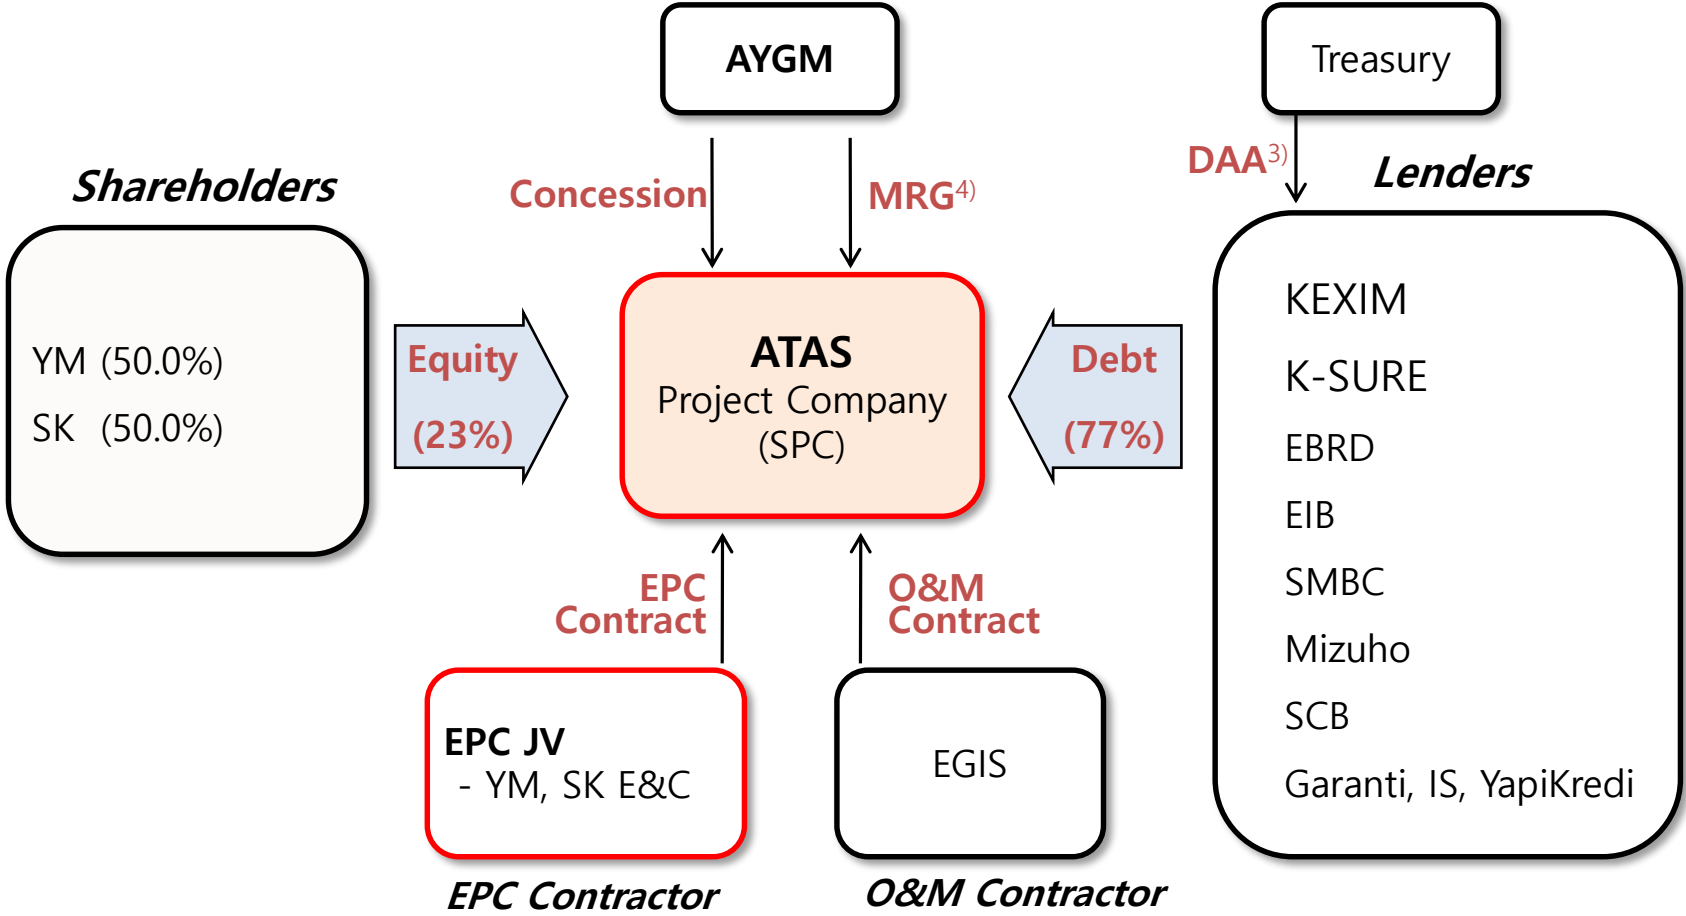 AYGM
Treasury
DAA3)
Shareholders
Lenders
Concession
MRG4)
YM (50.0%)
SK (50.0%)
Equity
(23%)
ATAS
Project Company
(SPC)
Debt
(77%)
KEXIM
K-SURE
EBRD
EIB
SMBC
Mizuho
SCB
Garanti, IS, YapiKredi
EPC
Contract
O&M
Contract
EPC JV
- YM, SK E&C
EGIS
EPC Contractor
O&M Contractor